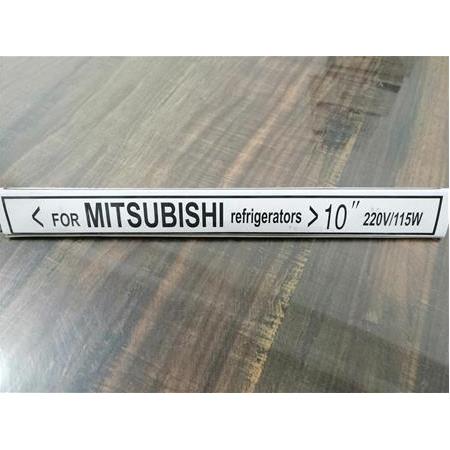 < FOR MITSUBISHI refrigerators > 10" 220V/115W